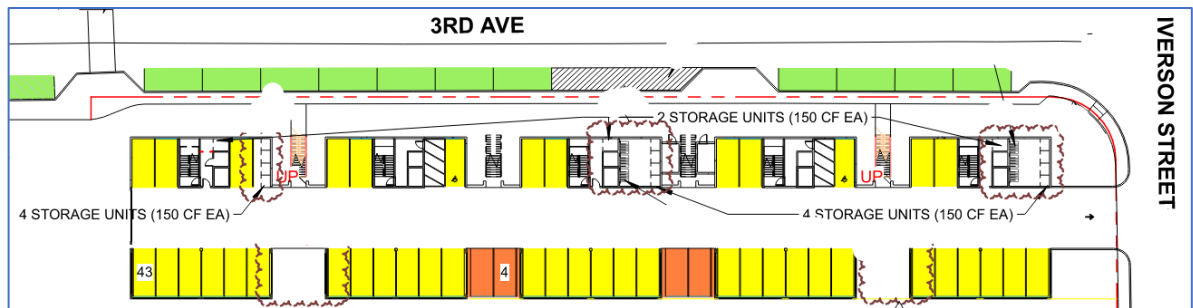 3RD AVE
IVERSON STREET
2 STORAGE UNITS (150 CF EA)
UP
UP
4 STORAGE UNITS (150 CF EA)
4 STORAGE UNITS (150 CF EA)
43
4